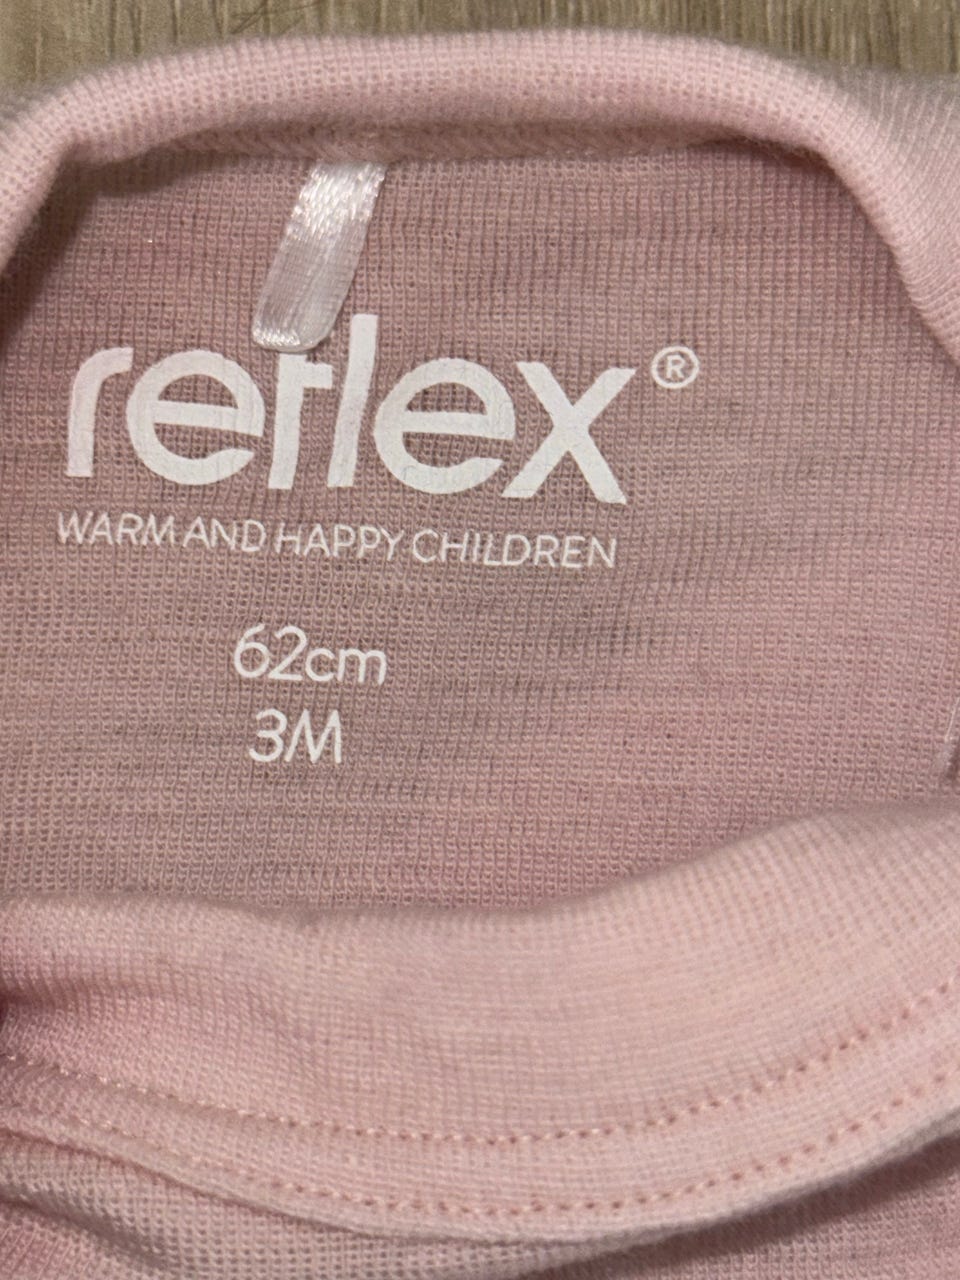 reflex®
WARM AND HAPPY CHILDREN
62cm
3M